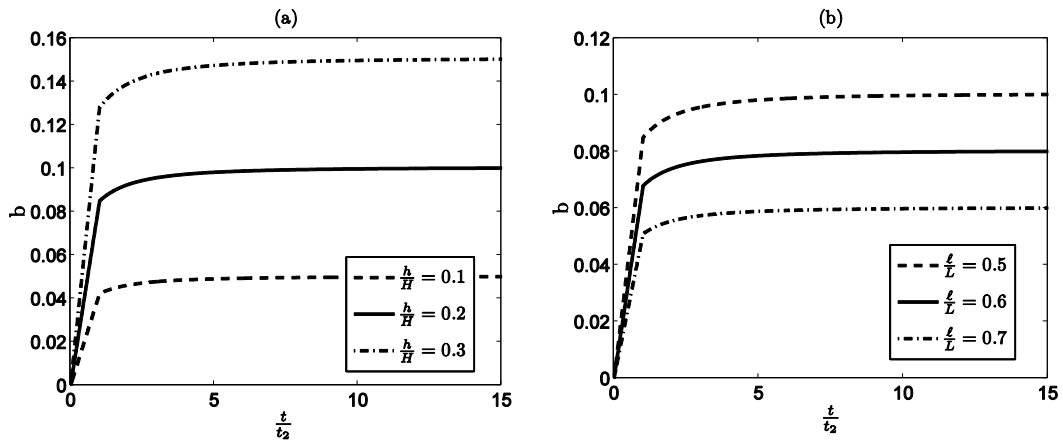 (a)
0.16
0.14
0.12
0.1
0.08
0.06
0.04
0.02
0
b
0 5 10 15
t/t₂
h/H = 0.1
h/H = 0.2
h/H = 0.3
(b)
0.12
0.1
0.08
0.06
0.04
0.02
0
b
0 5 10 15
t/t₂
ℓ/L = 0.5
ℓ/L = 0.6
ℓ/L = 0.7